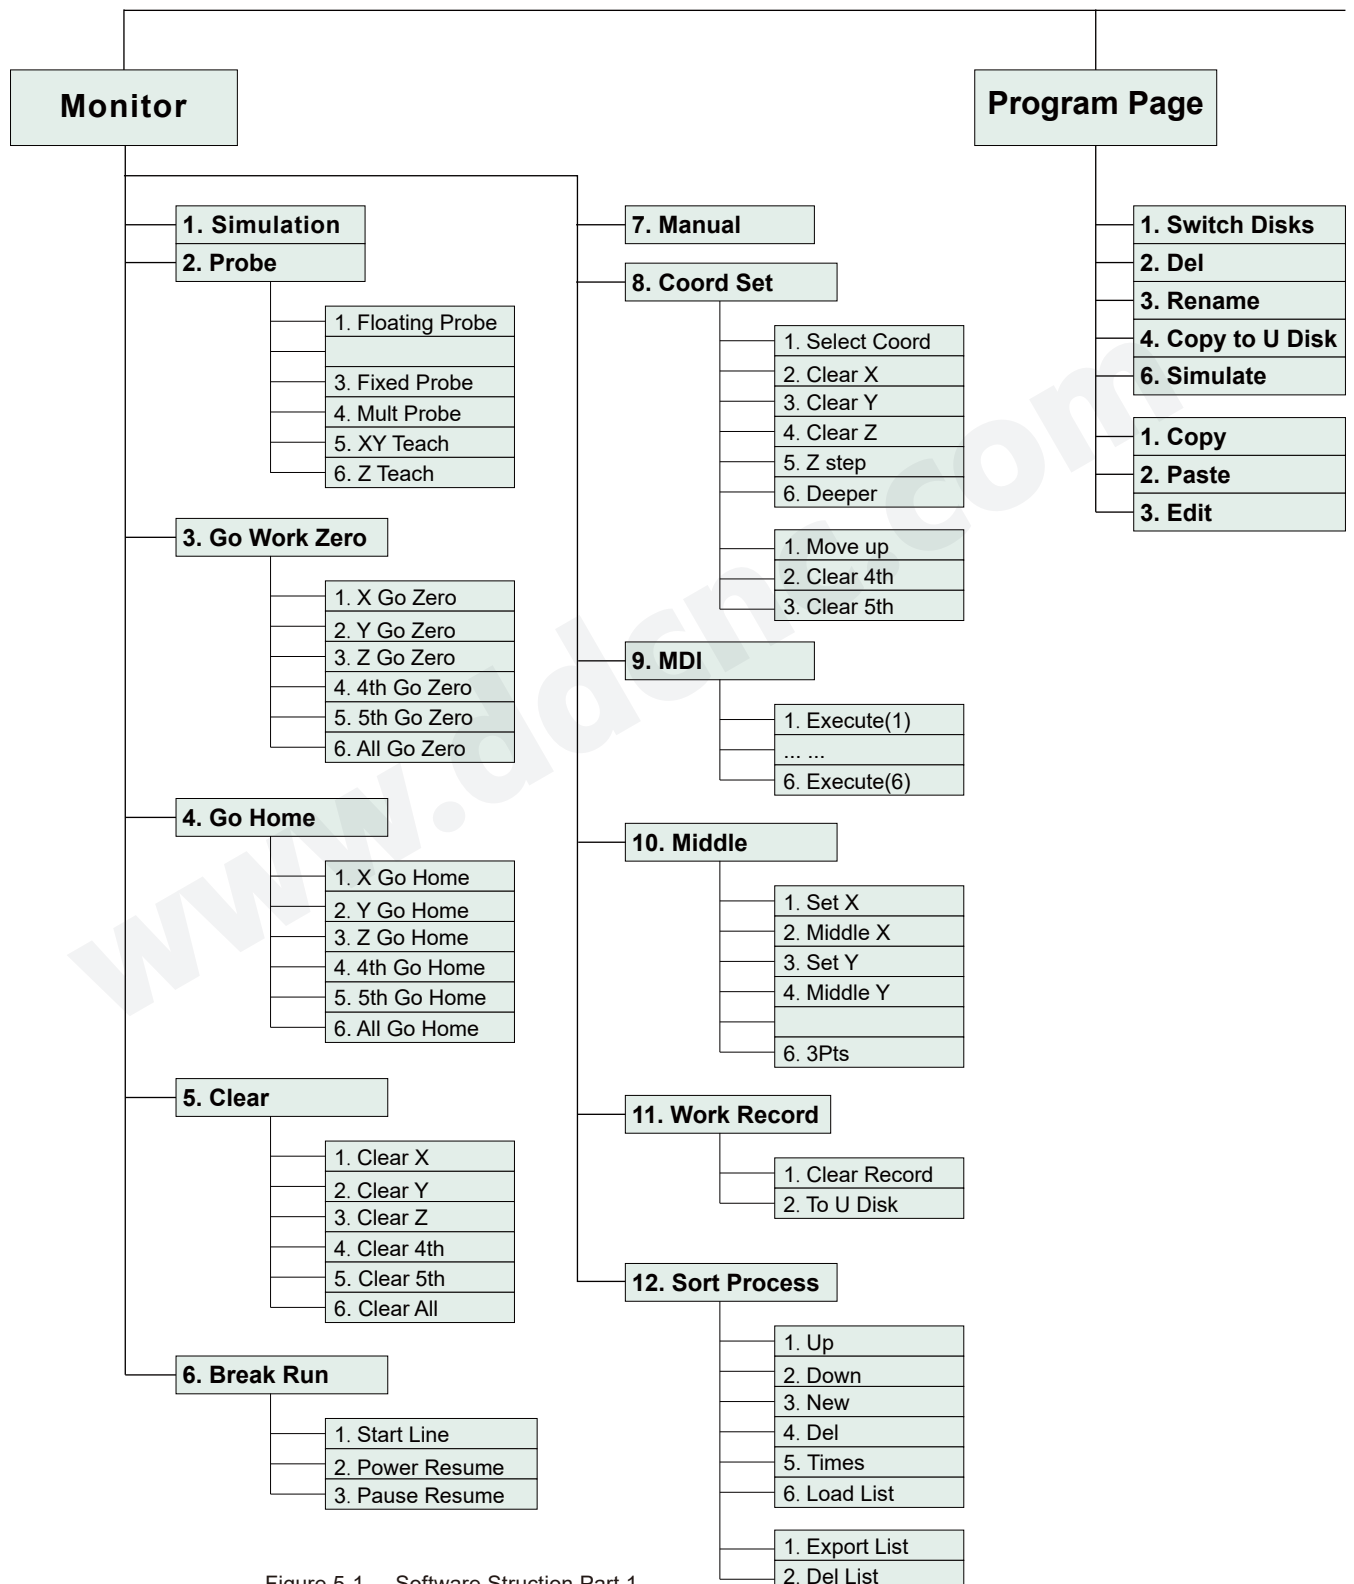 Monitor
1. Simulation
2. Probe
1. Floating Probe
3. Fixed Probe
4. Mult Probe
5. XY Teach
6. Z Teach
3. Go Work Zero
1. X Go Zero
2. Y Go Zero
3. Z Go Zero
4. 4th Go Zero
5. 5th Go Zero
6. All Go Zero
4. Go Home
1. X Go Home
2. Y Go Home
3. Z Go Home
4. 4th Go Home
5. 5th Go Home
6. All Go Home
5. Clear
1. Clear X
2. Clear Y
3. Clear Z
4. Clear 4th
5. Clear 5th
6. Clear All
6. Break Run
1. Start Line
2. Power Resume
3. Pause Resume
7. Manual
8. Coord Set
1. Select Coord
2. Clear X
3. Clear Y
4. Clear Z
5. Z step
6. Deeper
1. Move up
2. Clear 4th
3. Clear 5th
9. MDI
1. Execute(1)
... ...
6. Execute(6)
10. Middle
1. Set X
2. Middle X
3. Set Y
4. Middle Y
6. 3Pts
11. Work Record
1. Clear Record
2. To U Disk
12. Sort Process
1. Up
2. Down
3. New
4. Del
5. Times
6. Load List
1. Export List
2. Del List
Program Page
1. Switch Disks
2. Del
3. Rename
4. Copy to U Disk
6. Simulate
1. Copy
2. Paste
3. Edit
www.ddcnc.com
Figure 5-1 Software Struction Part 1